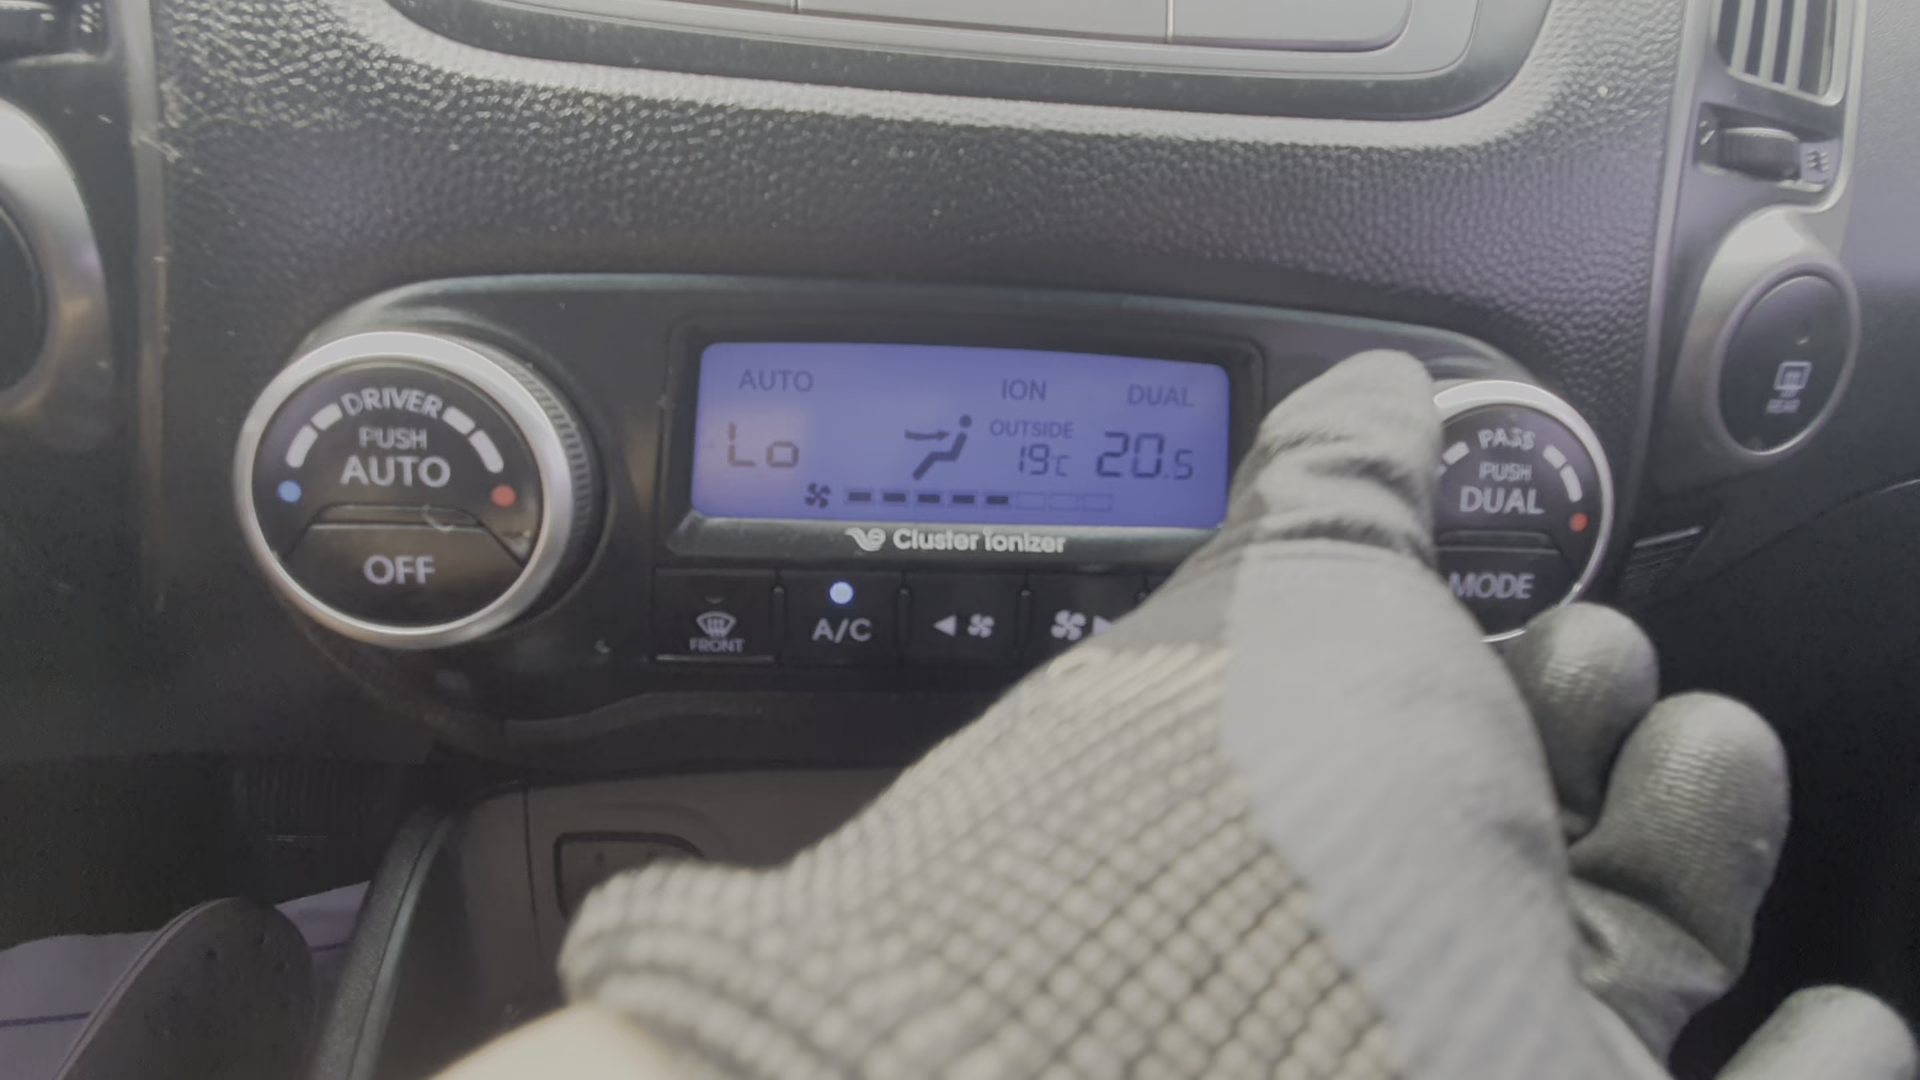 DRIVER
PUSH
AUTO
OFF
AUTO ION DUAL
Lo OUTSIDE 19°C 20.5
Cluster ionizer
FRONT
A/C
PASS
PUSH
DUAL
MODE
REAR